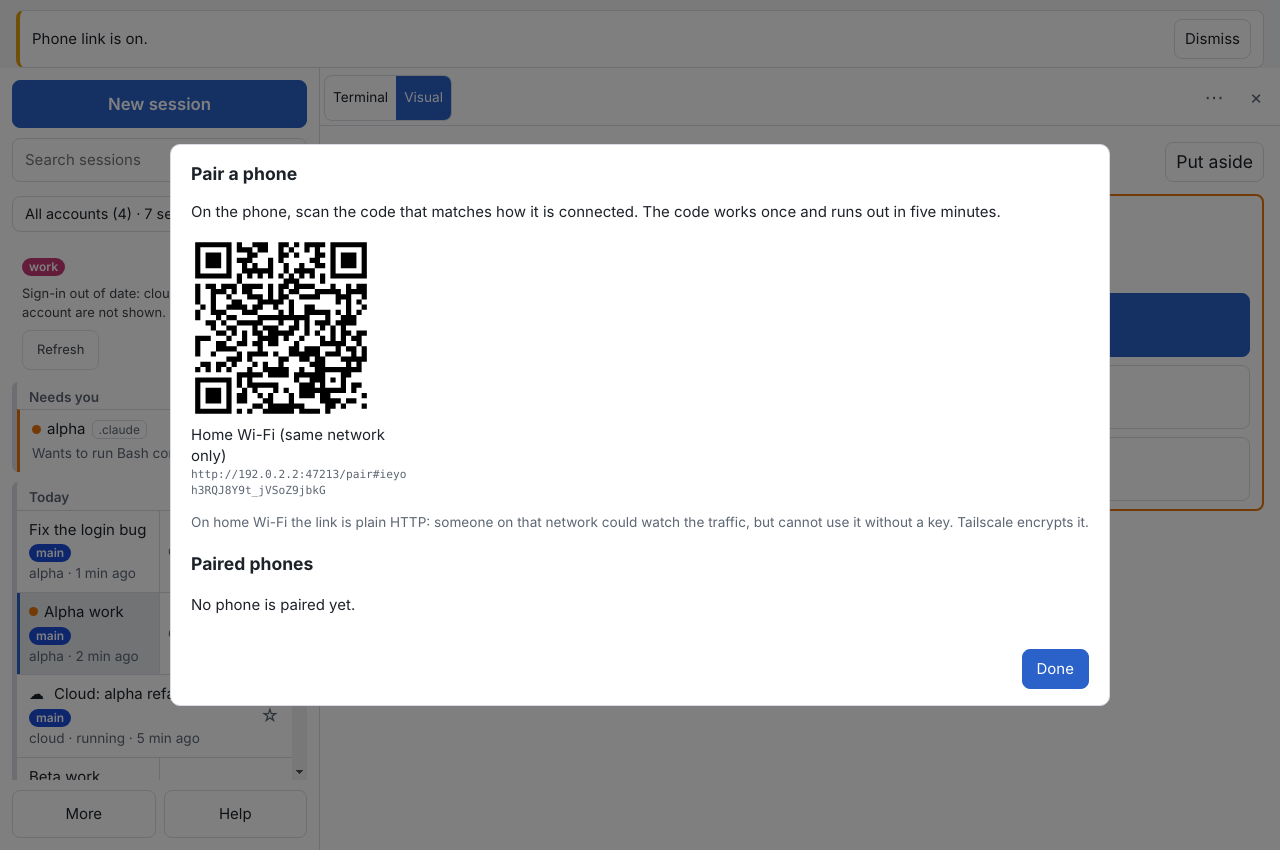 Phone link is on.
Dismiss
New session
Terminal
Visual
Search sessions
Put aside
All accounts (4) · 7
work
Sign-in out of date:
account are not shown.
Refresh
Needs you
alpha
.claude
Wants to run Bash
Today
Fix the login bug
main
alpha · 1 min ago
Alpha work
main
alpha · 2 min ago
Cloud: alpha
main
cloud · running · 5 min ago
Beta work
More
Help
Pair a phone
On the phone, scan the code that matches how it is connected. The code works once and runs out in five minutes.
Home Wi-Fi (same network
only)
http://192.0.2.2:47213/pair#ieyo
h3RQJ8Y9t_jVSoZ9jbkG
On home Wi-Fi the link is plain HTTP: someone on that network could watch the traffic, but cannot use it without a key. Tailscale encrypts it.
Paired phones
No phone is paired yet.
Done